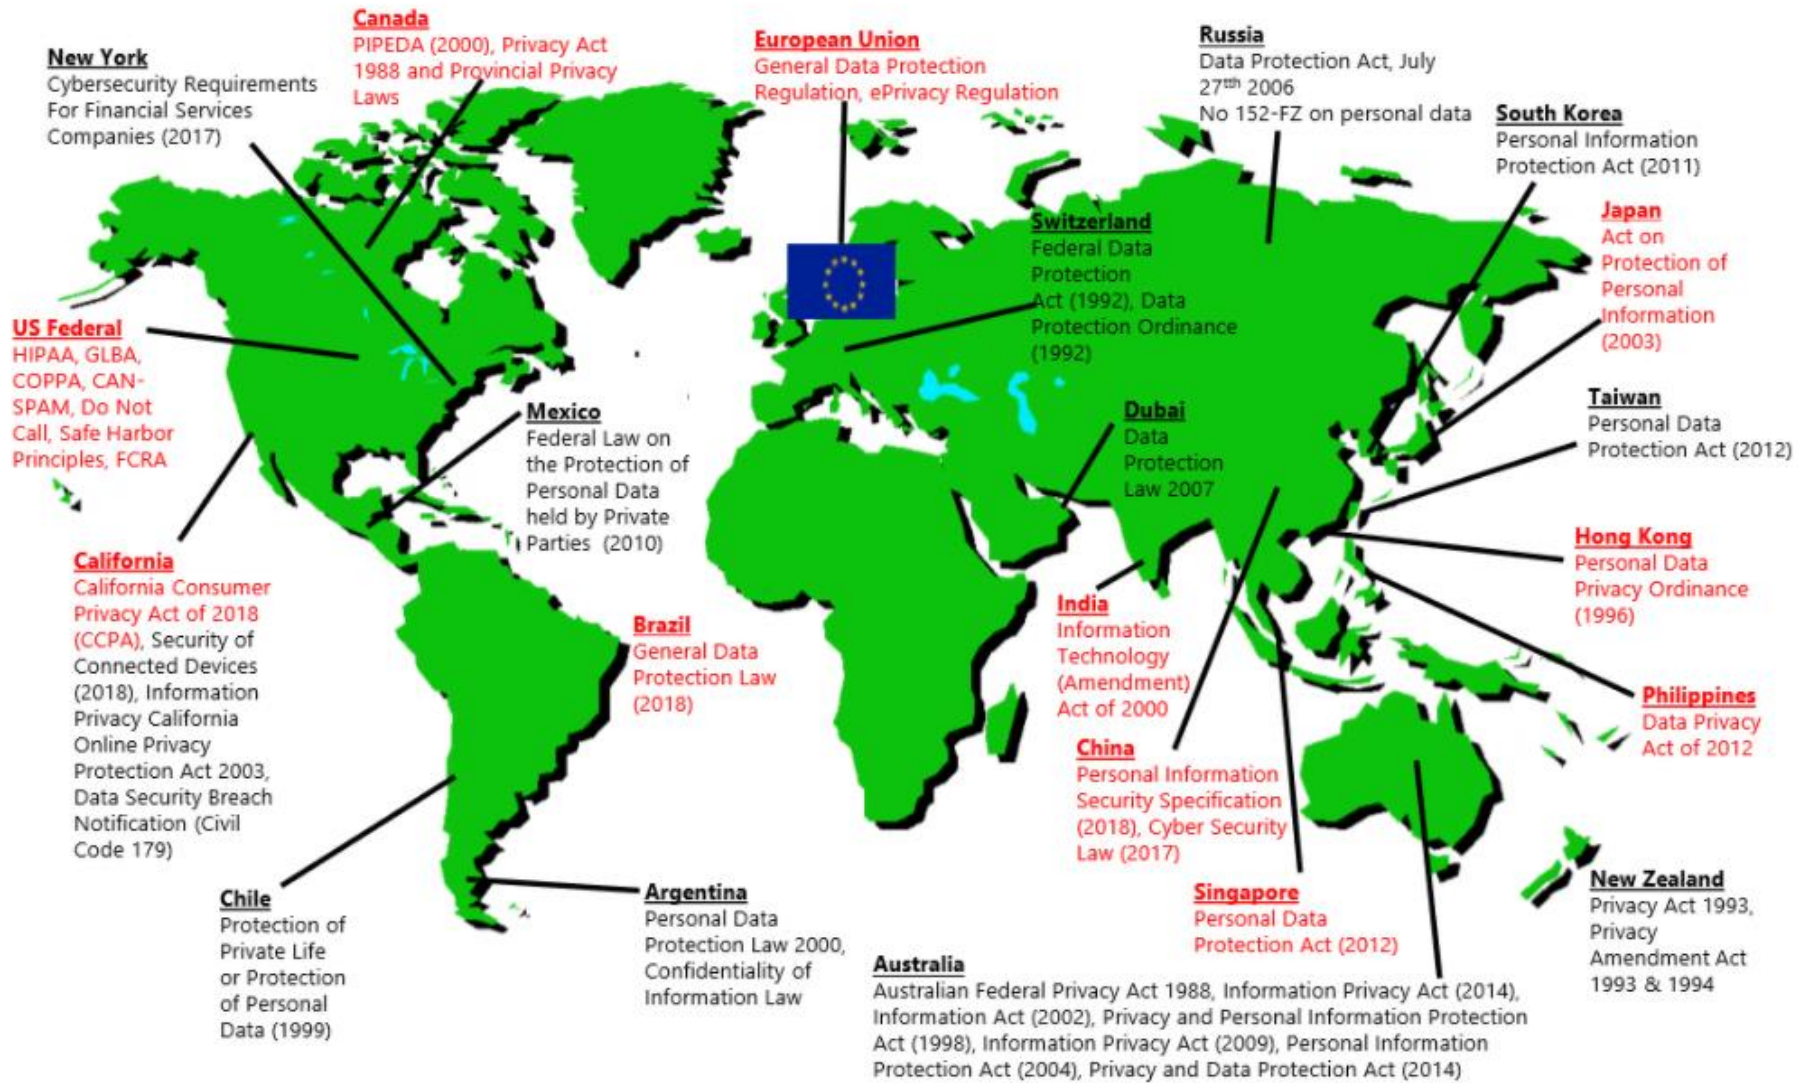 New York
Cybersecurity Requirements
For Financial Services
Companies (2017)
Canada
PIPEDA (2000), Privacy Act
1988 and Provincial Privacy
Laws
European Union
General Data Protection
Regulation, ePrivacy Regulation
Russia
Data Protection Act, July
27tth 2006
No 152-FZ on personal data
South Korea
Personal Information
Protection Act (2011)
Japan
Act on
Protection of
Personal
Information
(2003)
Switzerland
Federal Data
Protection
Act (1992), Data
Protection Ordinance
(1992)
US Federal
HIPAA, GLBA,
COPPA, CAN-
SPAM, Do Not
Call, Safe Harbor
Principles, FCRA
Mexico
Federal Law on
the Protection of
Personal Data
held by Private
Parties (2010)
Dubai
Data
Protection
Law 2007
Taiwan
Personal Data
Protection Act (2012)
Hong Kong
Personal Data
Privacy Ordinance
(1996)
California
California Consumer
Privacy Act of 2018
(CCPA), Security of
Connected Devices
(2018), Information
Privacy California
Online Privacy
Protection Act 2003,
Data Security Breach
Notification (Civil
Code 179)
Brazil
General Data
Protection Law
(2018)
India
Information
Technology
(Amendment)
Act of 2000
Philippines
Data Privacy
Act of 2012
China
Personal Information
Security Specification
(2018), Cyber Security
Law (2017)
Chile
Protection of
Private Life
or Protection
of Personal
Data (1999)
Argentina
Personal Data
Protection Law 2000,
Confidentiality of
Information Law
Singapore
Personal Data
Protection Act (2012)
New Zealand
Privacy Act 1993,
Privacy
Amendment Act
1993 & 1994
Australia
Australian Federal Privacy Act 1988, Information Privacy Act (2014),
Information Act (2002), Privacy and Personal Information Protection
Act (1998), Information Privacy Act (2009), Personal Information
Protection Act (2004), Privacy and Data Protection Act (2014)